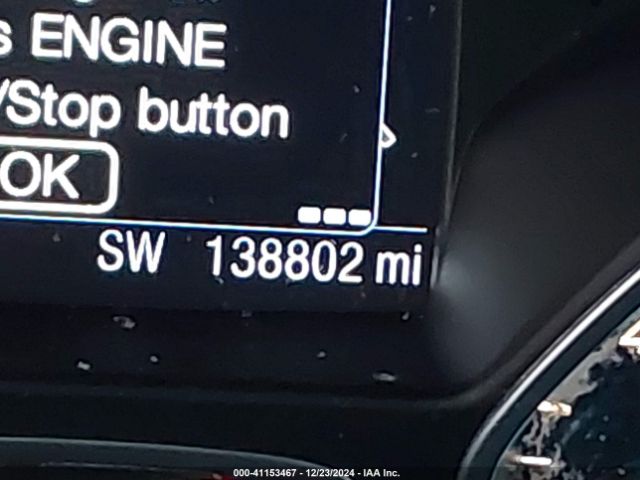 ENGINE
/Stop button
OK
SW 138802 mi
000-41153467 - 12/23/2024 - IAA Inc.